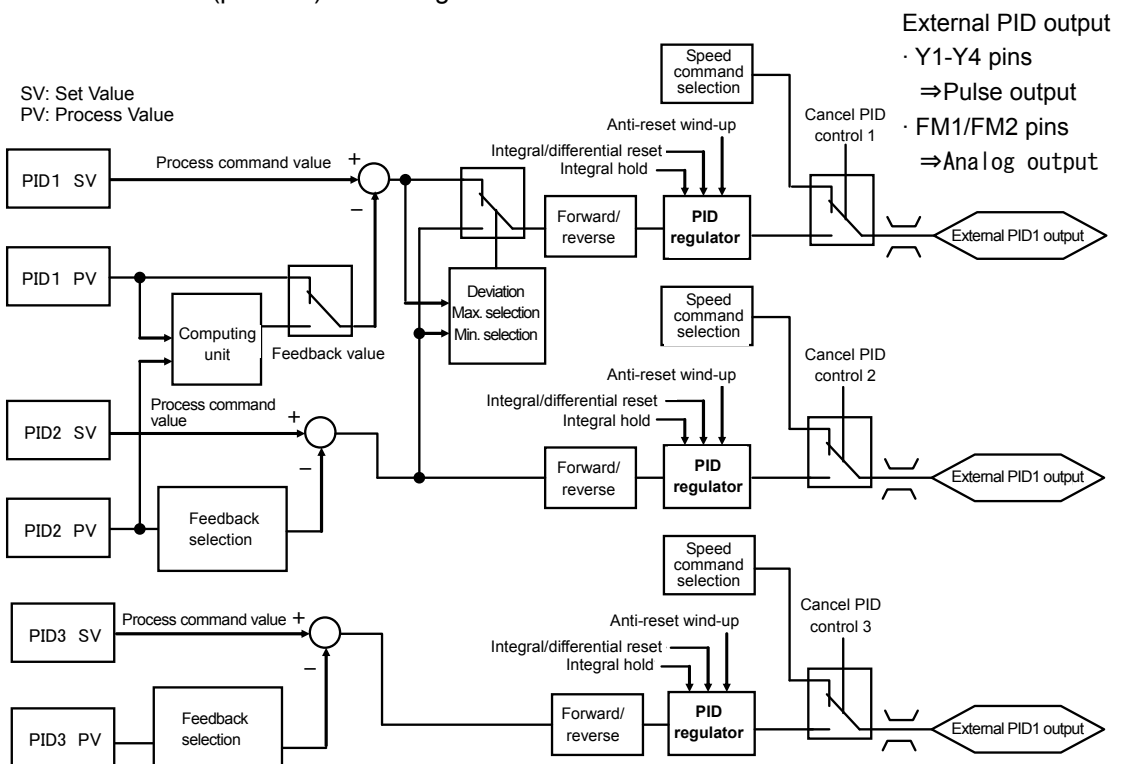 External PID output
· Y1-Y4 pins
⇒Pulse output
· FM1/FM2 pins
⇒Analog output
SV: Set Value
PV: Process Value
Speed
command
selection
Cancel PID
control 1
Anti-reset wind-up
Integral/differential reset
Integral hold
PID1 SV
Process command value
+
−
Forward/
reverse
PID
regulator
External PID1 output
PID1 PV
Computing
unit
Feedback value
Deviation
Max. selection
Min. selection
Speed
command
selection
Cancel PID
control 2
Anti-reset wind-up
Integral/differential reset
Integral hold
PID2 SV
Process command
value
+
−
Forward/
reverse
PID
regulator
External PID1 output
PID2 PV
Feedback
selection
Speed
command
selection
Cancel PID
control 3
Anti-reset wind-up
Integral/differential reset
Integral hold
PID3 SV
Process command value
+
−
Forward/
reverse
PID
regulator
External PID1 output
PID3 PV
Feedback
selection